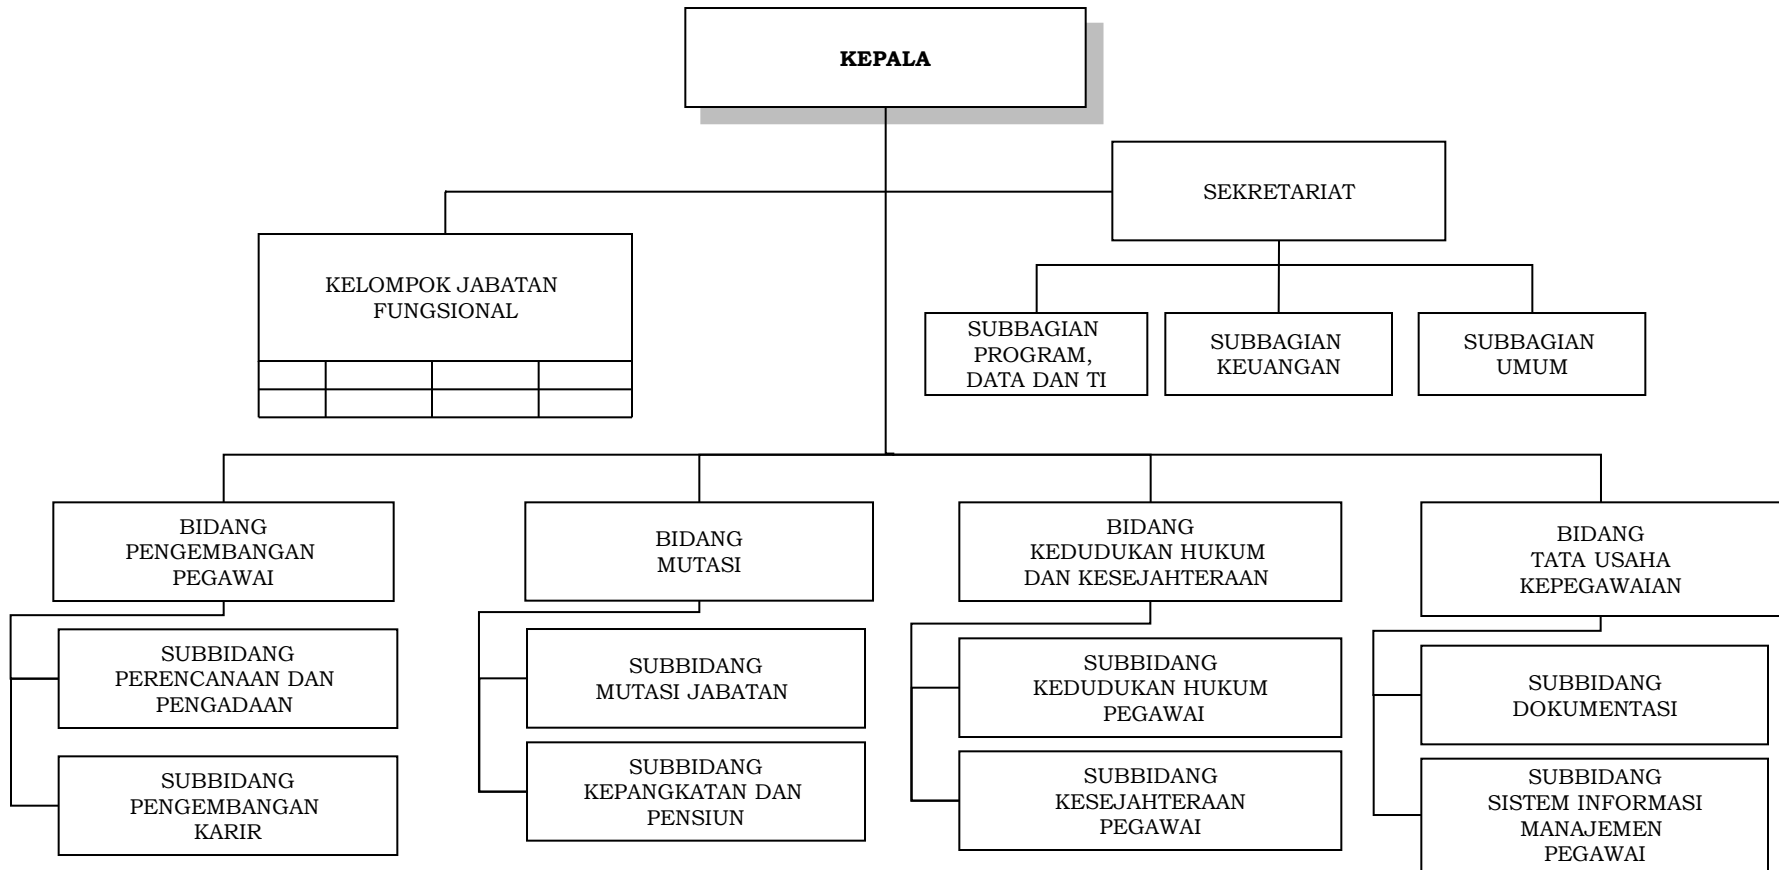 KEPALA
SEKRETARIAT
KELOMPOK JABATAN
FUNGSIONAL
SUBBAGIAN
PROGRAM,
DATA DAN TI
SUBBAGIAN
KEUANGAN
SUBBAGIAN
UMUM
BIDANG
PENGEMBANGAN
PEGAWAI
BIDANG
MUTASI
BIDANG
KEDUDUKAN HUKUM
DAN KESEJAHTERAAN
BIDANG
TATA USAHA
KEPEGAWAIAN
SUBBIDANG
PERENCANAAN DAN
PENGADAAN
SUBBIDANG
MUTASI JABATAN
SUBBIDANG
KEDUDUKAN HUKUM
PEGAWAI
SUBBIDANG
DOKUMENTASI
SUBBIDANG
PENGEMBANGAN
KARIR
SUBBIDANG
KEPANGKATAN DAN
PENSIUN
SUBBIDANG
KESEJAHTERAAN
PEGAWAI
SUBBIDANG
SISTEM INFORMASI
MANAJEMEN
PEGAWAI